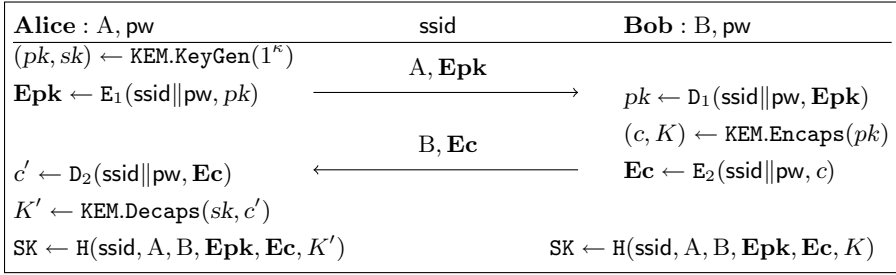 Alice : A, pw ssid Bob : B, pw
(pk, sk) ← KEM.KeyGen(1^κ)
A, Epk
Epk ← E₁(ssid‖pw, pk) pk ← D₁(ssid‖pw, Epk)
(c, K) ← KEM.Encaps(pk)
B, Ec
c′ ← D₂(ssid‖pw, Ec) Ec ← E₂(ssid‖pw, c)
K′ ← KEM.Decaps(sk, c′)
SK ← H(ssid, A, B, Epk, Ec, K′) SK ← H(ssid, A, B, Epk, Ec, K)